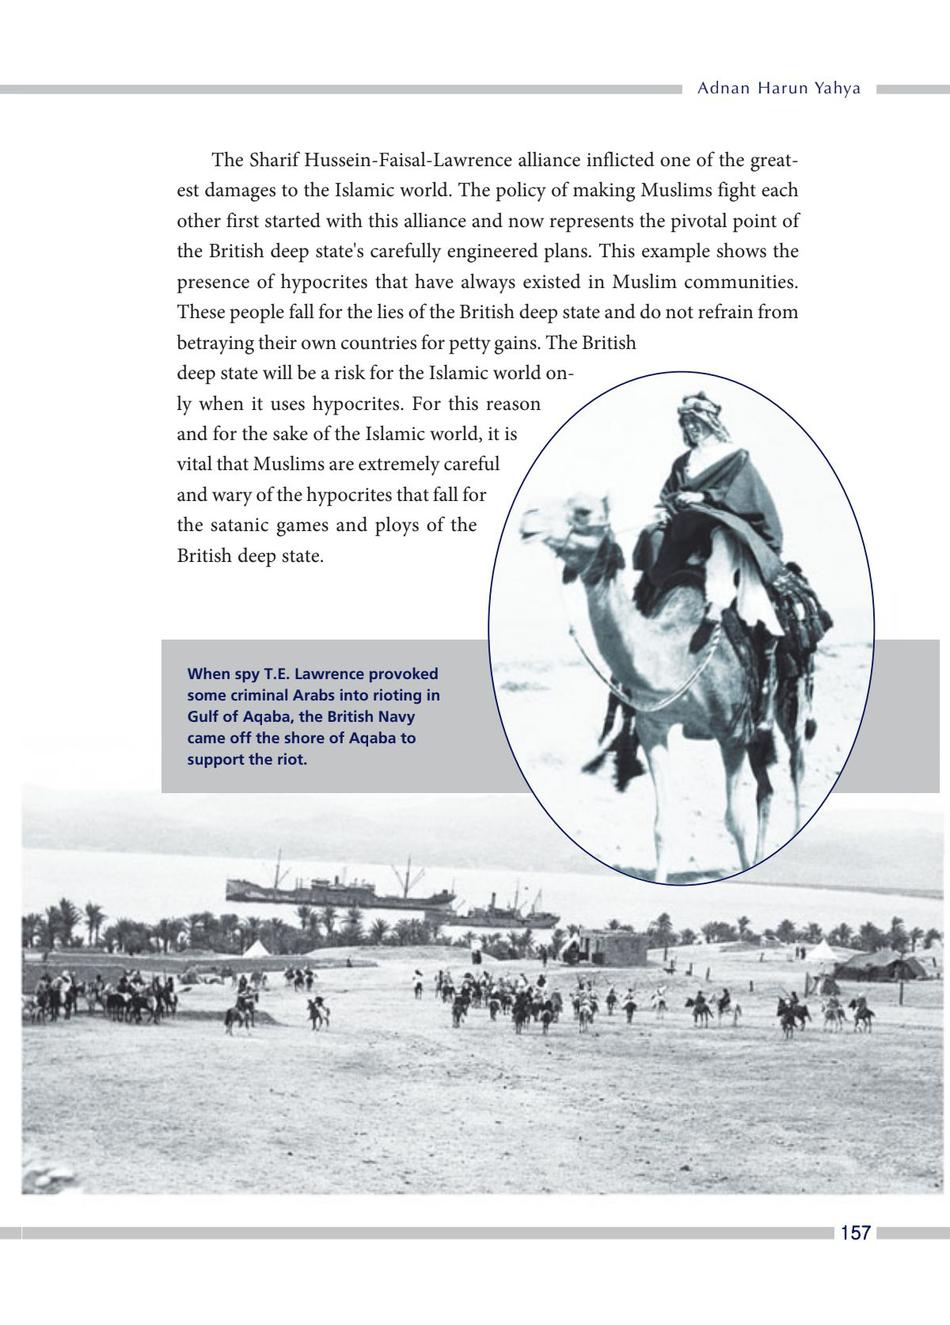 Adnan Harun Yahya
The Sharif Hussein-Faisal-Lawrence alliance inflicted one of the great-
est damages to the Islamic world. The policy of making Muslims fight each
other first started with this alliance and now represents the pivotal point of
the British deep state's carefully engineered plans. This example shows the
presence of hypocrites that have always existed in Muslim communities.
These people fall for the lies of the British deep state and do not refrain from
betraying their own countries for petty gains. The British
deep state will be a risk for the Islamic world on-
ly when it uses hypocrites. For this reason
and for the sake of the Islamic world, it is
vital that Muslims are extremely careful
and wary of the hypocrites that fall for
the satanic games and ploys of the
British deep state.
When spy T.E. Lawrence provoked
some criminal Arabs into rioting in
Gulf of Aqaba, the British Navy
came off the shore of Aqaba to
support the riot.
157